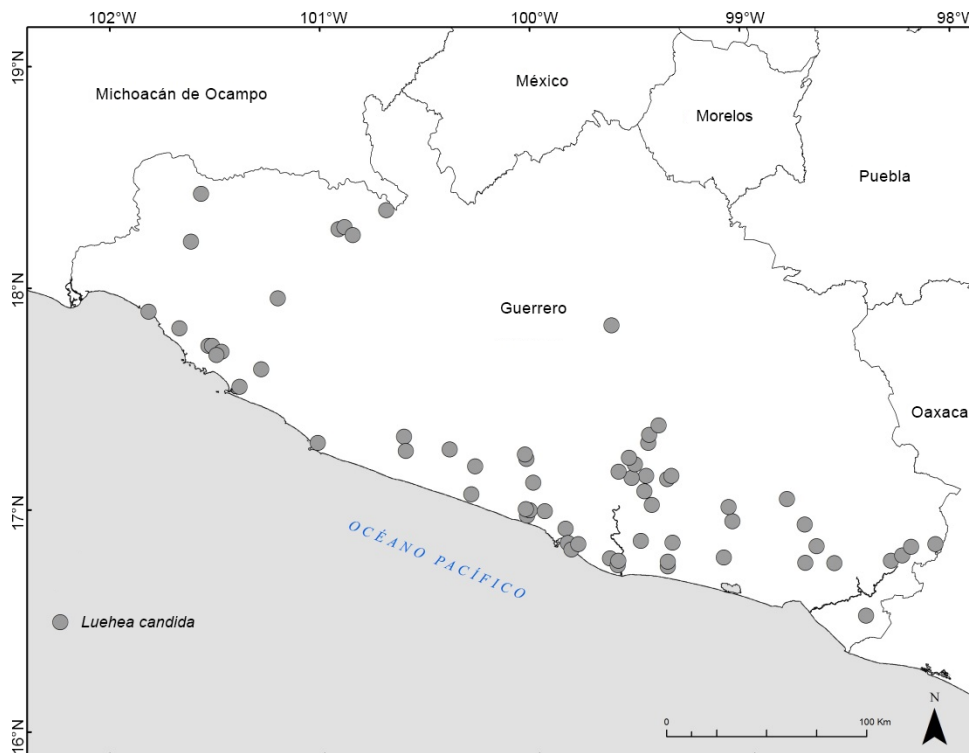 102°W 101°W 100°W 99°W 98°W
19°N
18°N
17°N
16°N
Michoacán de Ocampo
México
Morelos
Puebla
Guerrero
Oaxaca
OCÉANO PACÍFICO
Luehea candida
N
0 100 Km